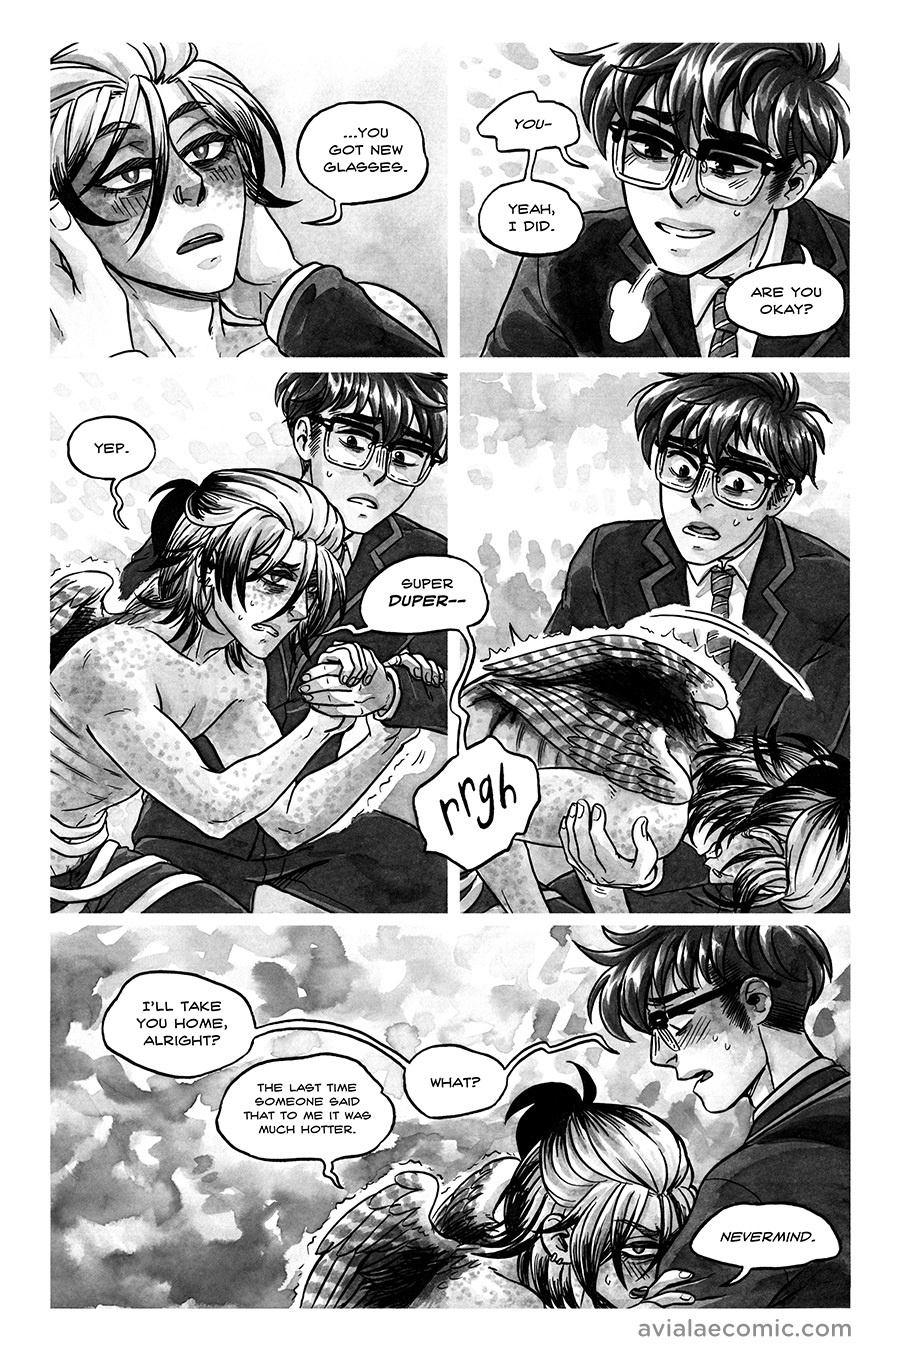 ...YOU
GOT NEW
GLASSES.
YOU-
YEAH,
I DID.
ARE YOU
OKAY?
YEP.
SUPER
DUPER--
rrgh
I'LL TAKE
YOU HOME,
ALRIGHT?
THE LAST TIME
SOMEONE SAID
THAT TO ME IT WAS
MUCH HOTTER.
WHAT?
NEVERMIND.
avialaecomic.com